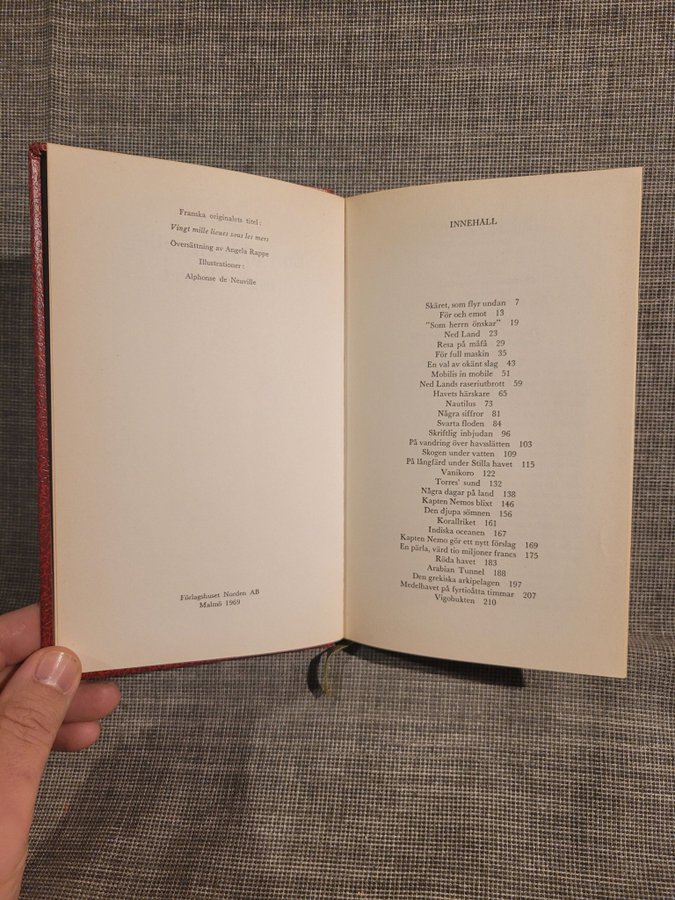 Franska originalets titel:
Vingt mille lieues sous les mers
Översättning av Angela Rappe
Illustrationer:
Alphonse de Neuville
Förlagshuset Norden AB
Malmö 1969
INNEHÅLL
Skäret, som flyr undan 7
För och emot 13
"Som herrn önskar" 19
Ned Land 23
Resa på måfå 29
För full maskin 35
En val av okänt slag 43
Mobilis in mobile 51
Ned Lands raseriutbrott 59
Havets härskare 65
Nautilus 73
Några siffror 81
Svarta floden 84
Skriftlig inbjudan 96
På vandring över havsslätten 103
Skogen under vatten 109
På långfärd under Stilla havet 115
Vanikoro 122
Torres' sund 132
Några dagar på land 138
Kapten Nemos blixt 146
Den djupa sömnen 156
Korallriket 161
Indiska oceanen 167
Kapten Nemo gör ett nytt förslag 169
En pärla, värd tio miljoner francs 175
Röda havet 183
Arabian Tunnel 188
Den grekiska arkipelagen 197
Medelhavet på fyrtioåtta timmar 207
Vigobukten 210